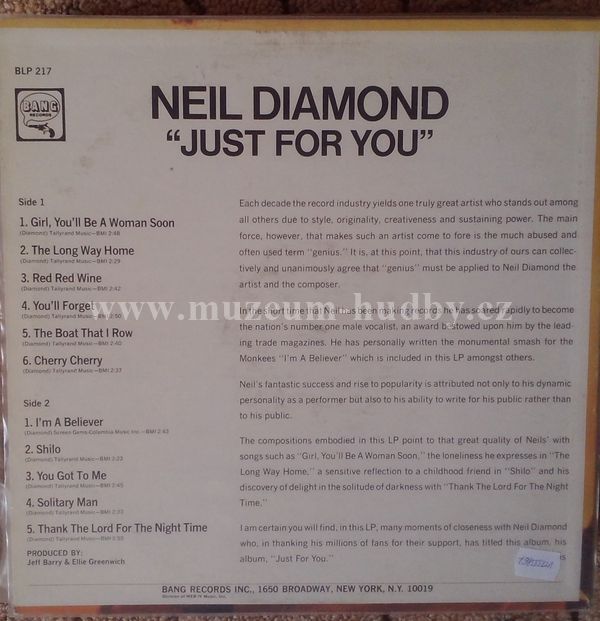 BLP 217
BANG
RECORDS
NEIL DIAMOND
"JUST FOR YOU"
Side 1
1. Girl, You'll Be A Woman Soon
(Diamond) Tallyrand Music—BMI 2:48
2. The Long Way Home
(Diamond) Tallyrand Music—BMI 2:29
3. Red Red Wine
(Diamond) Tallyrand Music—BMI 2:42
4. You'll Forget
(Diamond) Tallyrand Music—BMI 2:50
5. The Boat That I Row
(Diamond) Tallyrand Music—BMI 2:40
6. Cherry Cherry
(Diamond) Tallyrand Music—BMI 2:37
Side 2
1. I'm A Believer
(Diamond) Screen Gems-Columbia Music Inc.—BMI 2:43
2. Shilo
(Diamond) Tallyrand Music—BMI 3:23
3. You Got To Me
(Diamond) Tallyrand Music—BMI 2:45
4. Solitary Man
(Diamond) Tallyrand Music—BMI 2:33
5. Thank The Lord For The Night Time
(Diamond) Tallyrand Music—BMI
PRODUCED BY:
Jeff Barry & Ellie Greenwich
Each decade the record industry yields one truly great artist who stands out among
all others due to style, originality, creativeness and sustaining power. The main
force, however, that makes such an artist come to fore is the much abused and
often used term "genius." It is, at this point, that this industry of ours can collec-
tively and unanimously agree that "genius" must be applied to Neil Diamond the
artist and the composer.
In the short time that Neil has been making records he has soared rapidly to become
the nation's number one male vocalist, an award bestowed upon him by the lead-
ing trade magazines. He has personally written the monumental smash for the
Monkees "I'm A Believer" which is included in this LP amongst others.
Neil's fantastic success and rise to popularity is attributed not only to his dynamic
personality as a performer but also to his ability to write for his public rather than
to his public.
The compositions embodied in this LP point to that great quality of Neils' with
songs such as "Girl, You'll Be A Woman Soon," the loneliness he expresses in "The
Long Way Home," a sensitive reflection to a childhood friend in "Shilo" and his
discovery of delight in the solitude of darkness with "Thank The Lord For The Night
Time."
I am certain you will find, in this LP, many moments of closeness with Neil Diamond
who, in thanking his millions of fans for their support, has titled this album, his
album, "Just For You."
BANG RECORDS INC., 1650 BROADWAY, NEW YORK, N.Y. 10019
Division of WEB IV Music Inc.
www.muzeum-hudby.cz